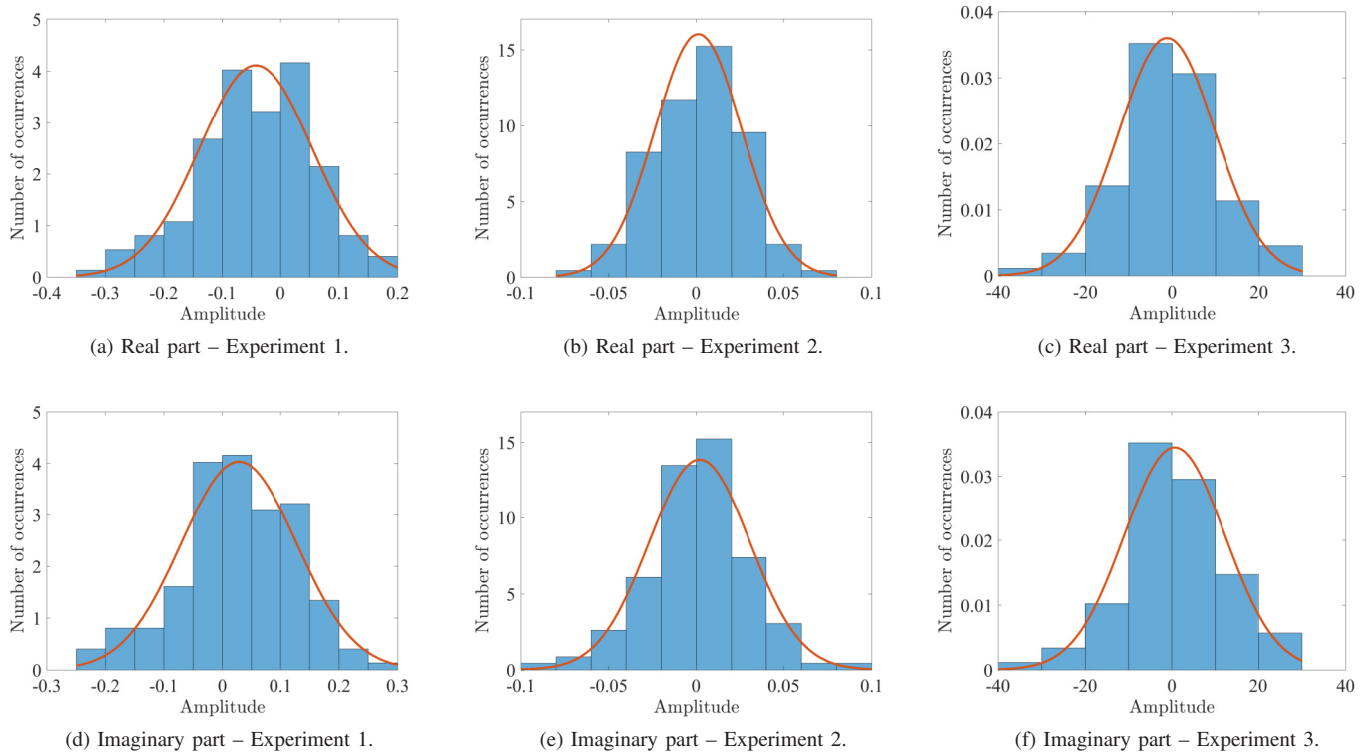 5
4
3
2
1
0
-0.4 -0.3 -0.2 -0.1 0 0.1 0.2
Number of occurrences
Amplitude
(a) Real part – Experiment 1.
15
10
5
0
-0.1 -0.05 0 0.05 0.1
Number of occurrences
Amplitude
(b) Real part – Experiment 2.
0.04
0.03
0.02
0.01
0
-40 -20 0 20 40
Number of occurrences
Amplitude
(c) Real part – Experiment 3.
5
4
3
2
1
0
-0.3 -0.2 -0.1 0 0.1 0.2 0.3
Number of occurrences
Amplitude
(d) Imaginary part – Experiment 1.
15
10
5
0
-0.1 -0.05 0 0.05 0.1
Number of occurrences
Amplitude
(e) Imaginary part – Experiment 2.
0.04
0.03
0.02
0.01
0
-40 -20 0 20 40
Number of occurrences
Amplitude
(f) Imaginary part – Experiment 3.